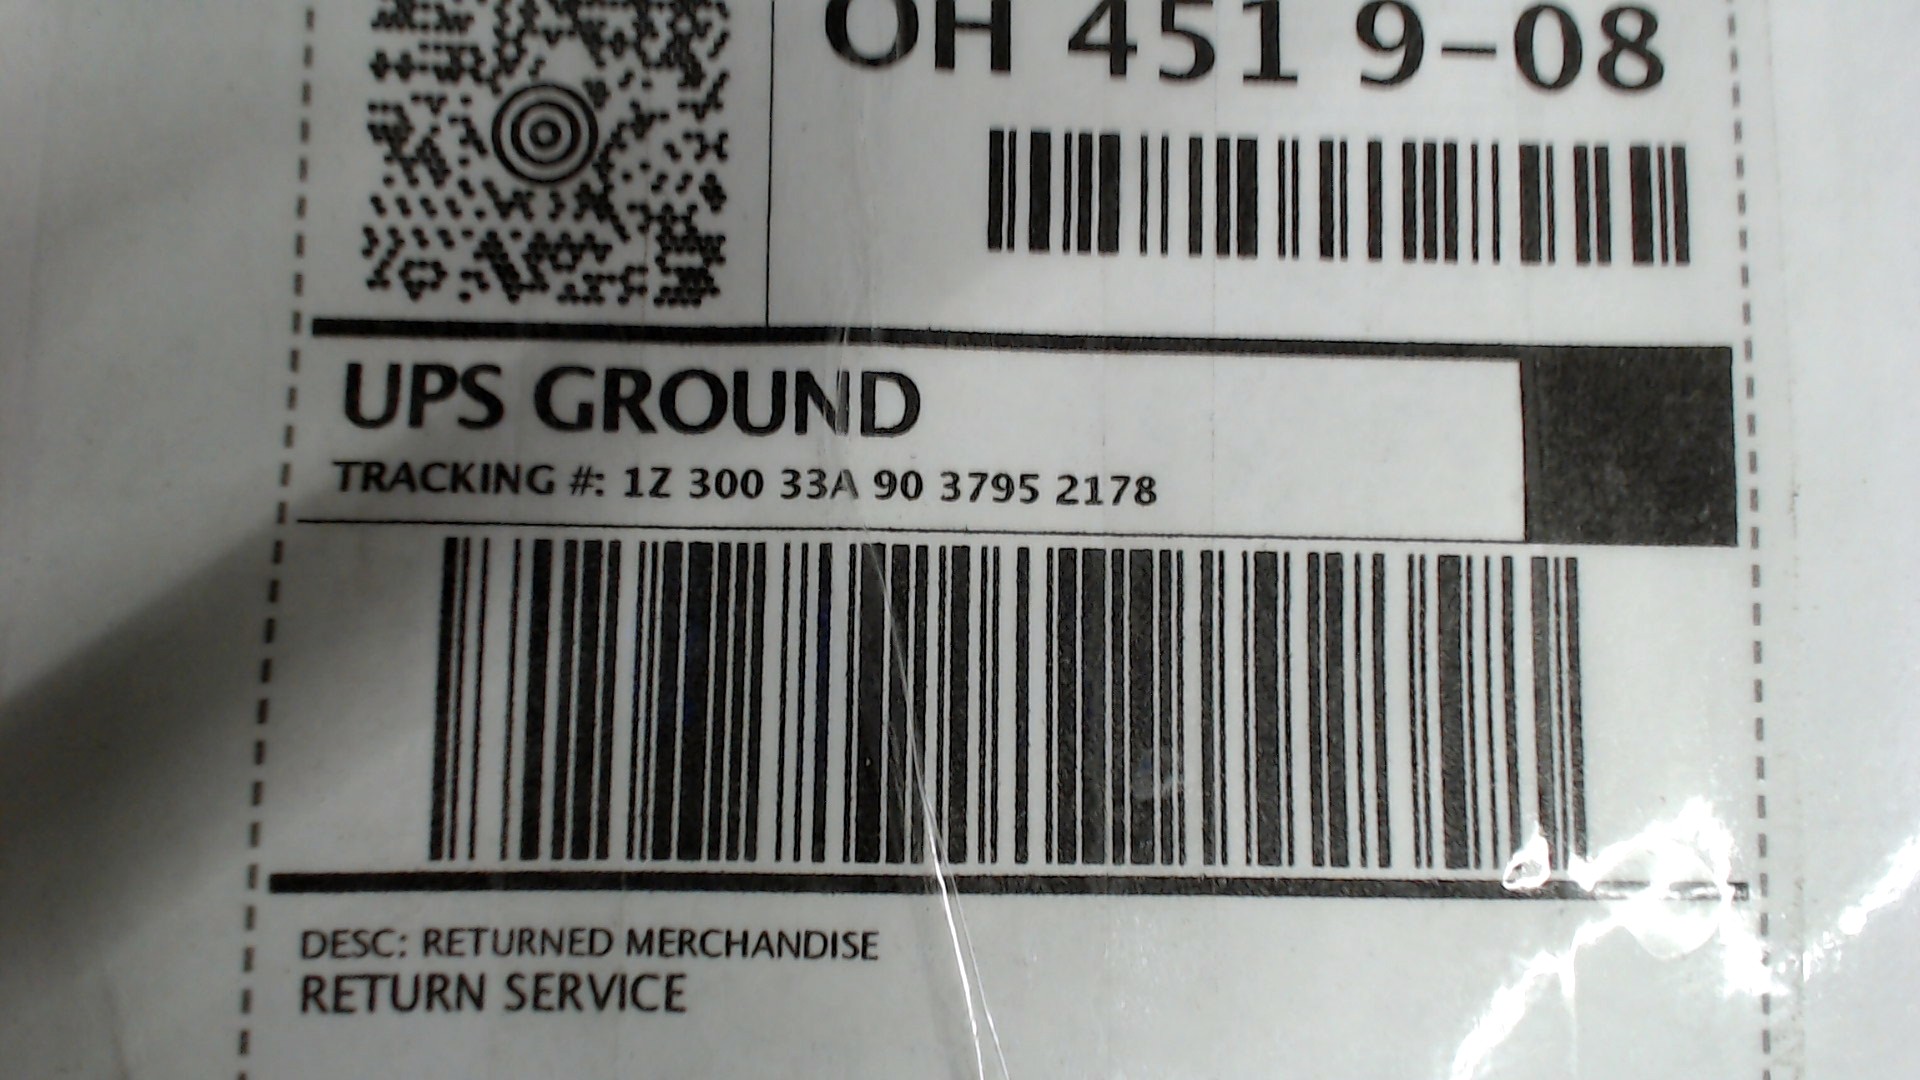 OH 451 9-08
UPS GROUND
TRACKING #: 1Z 300 33A 90 3795 2178
DESC: RETURNED MERCHANDISE
RETURN SERVICE